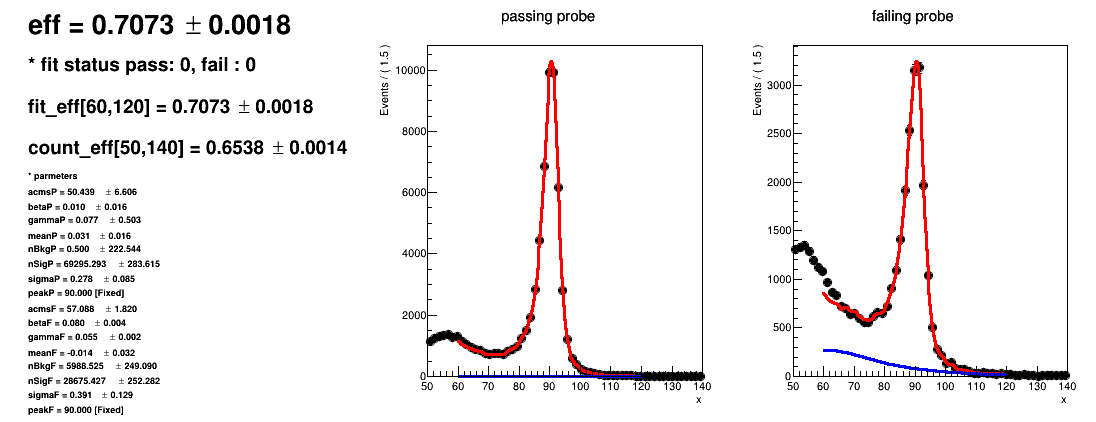 eff = 0.7073 ± 0.0018
* fit status pass: 0, fail : 0
fit_eff[60,120] = 0.7073 ± 0.0018
count_eff[50,140] = 0.6538 ± 0.0014
* parmeters
acmsP = 50.439 ± 6.606
betaP = 0.010 ± 0.016
gammaP = 0.077 ± 0.503
meanP = 0.031 ± 0.016
nBkgP = 0.500 ± 222.544
nSigP = 69295.293 ± 283.615
sigmaP = 0.278 ± 0.085
peakP = 90.000 [Fixed]
acmsF = 57.088 ± 1.820
betaF = 0.080 ± 0.004
gammaF = 0.055 ± 0.002
meanF = -0.014 ± 0.032
nBkgF = 5988.525 ± 249.090
nSigF = 28675.427 ± 252.282
sigmaF = 0.391 ± 0.129
peakF = 90.000 [Fixed]
passing probe
Events / ( 1.5 )
10000
8000
6000
4000
2000
0
50 60 70 80 90 100 110 120 130 140
x
failing probe
Events / ( 1.5 )
3000
2500
2000
1500
1000
500
0
50 60 70 80 90 100 110 120 130 140
x